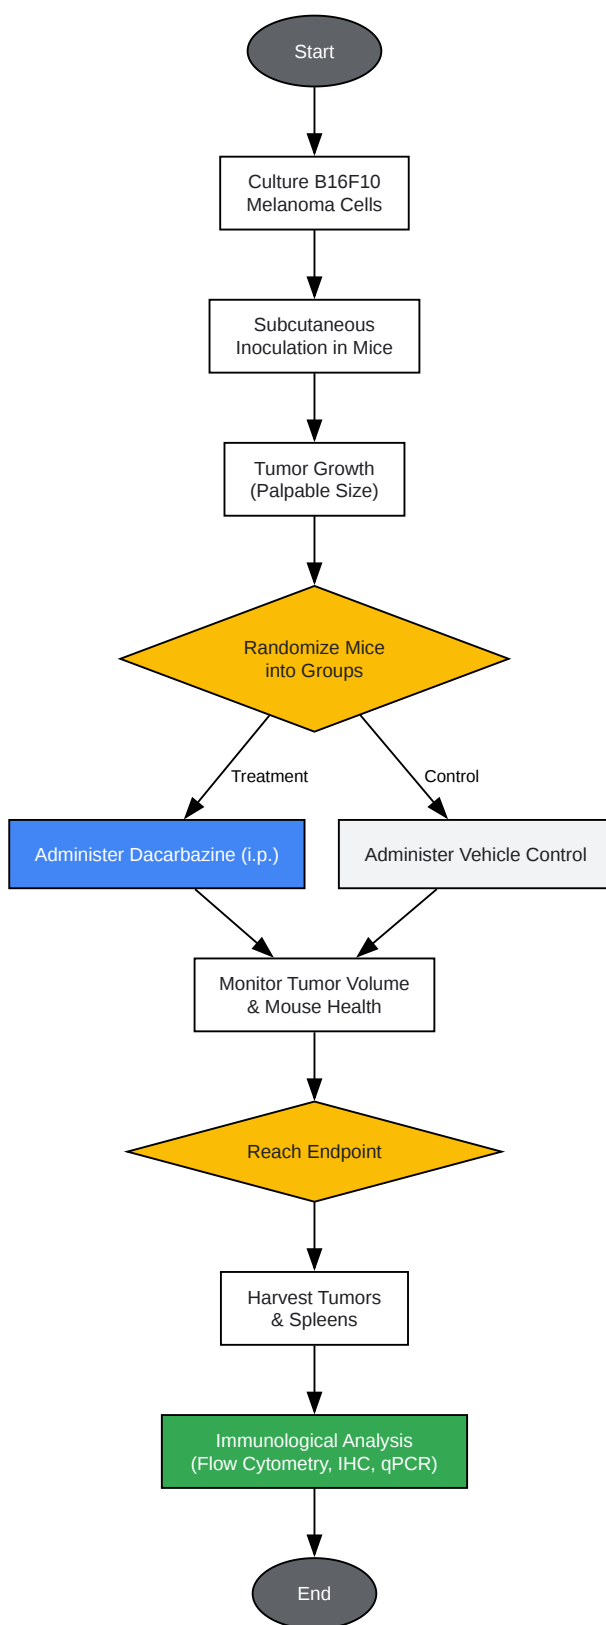 Start
Culture B16F10
Melanoma Cells
Subcutaneous
Inoculation in Mice
Tumor Growth
(Palpable Size)
Randomize Mice
into Groups
Treatment
Control
Administer Dacarbazine (i.p.)
Administer Vehicle Control
Monitor Tumor Volume
& Mouse Health
Reach Endpoint
Harvest Tumors
& Spleens
Immunological Analysis
(Flow Cytometry, IHC, qPCR)
End